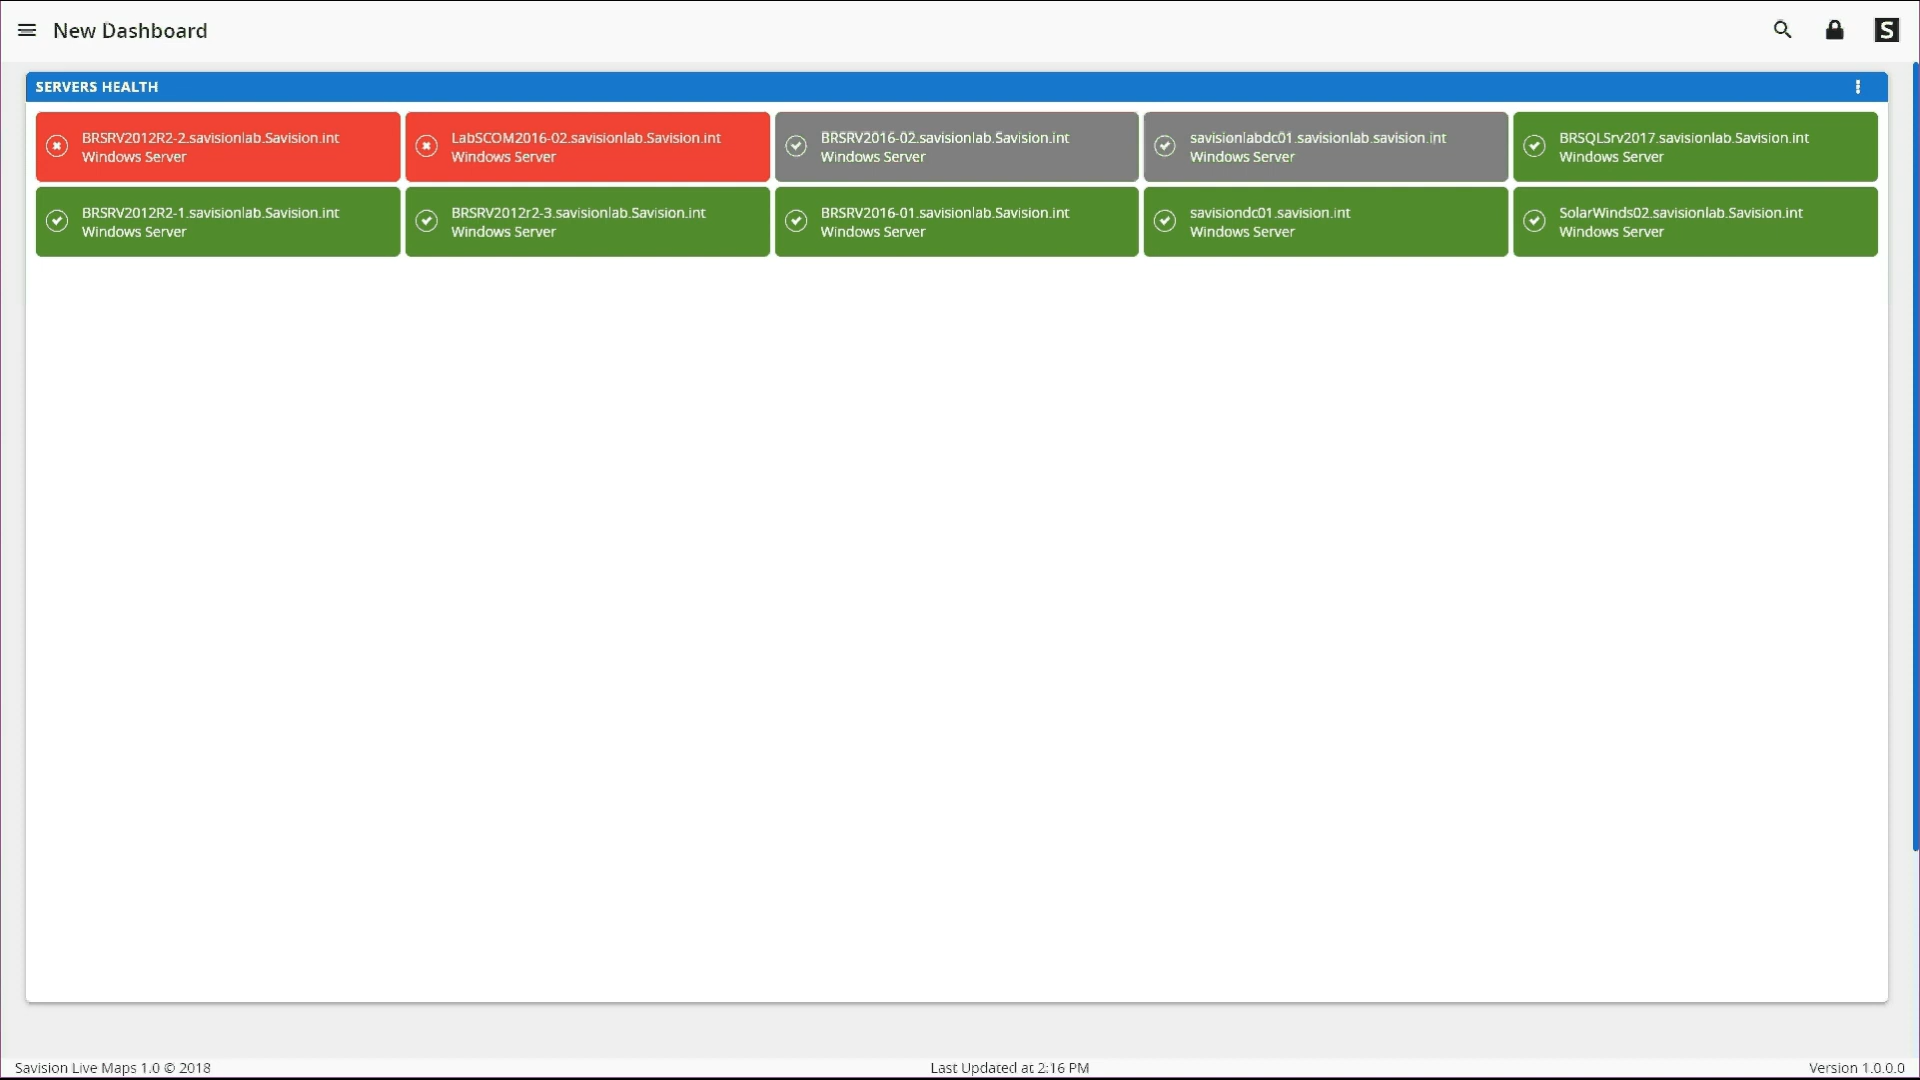 New Dashboard
S
SERVERS HEALTH
BRSRV2012R2-2.savisionlab.Savision.int
Windows Server
LabSCOM2016-02.savisionlab.Savision.int
Windows Server
BRSRV2016-02.savisionlab.Savision.int
Windows Server
savisionlabdc01.savisionlab.savision.int
Windows Server
BRSQLSrv2017.savisionlab.Savision.int
Windows Server
BRSRV2012R2-1.savisionlab.Savision.int
Windows Server
BRSRV2012r2-3.savisionlab.Savision.int
Windows Server
BRSRV2016-01.savisionlab.Savision.int
Windows Server
savisiondc01.savision.int
Windows Server
SolarWinds02.savisionlab.Savision.int
Windows Server
Savision Live Maps 1.0 © 2018
Last Updated at 2:16 PM
Version 1.0.0.0